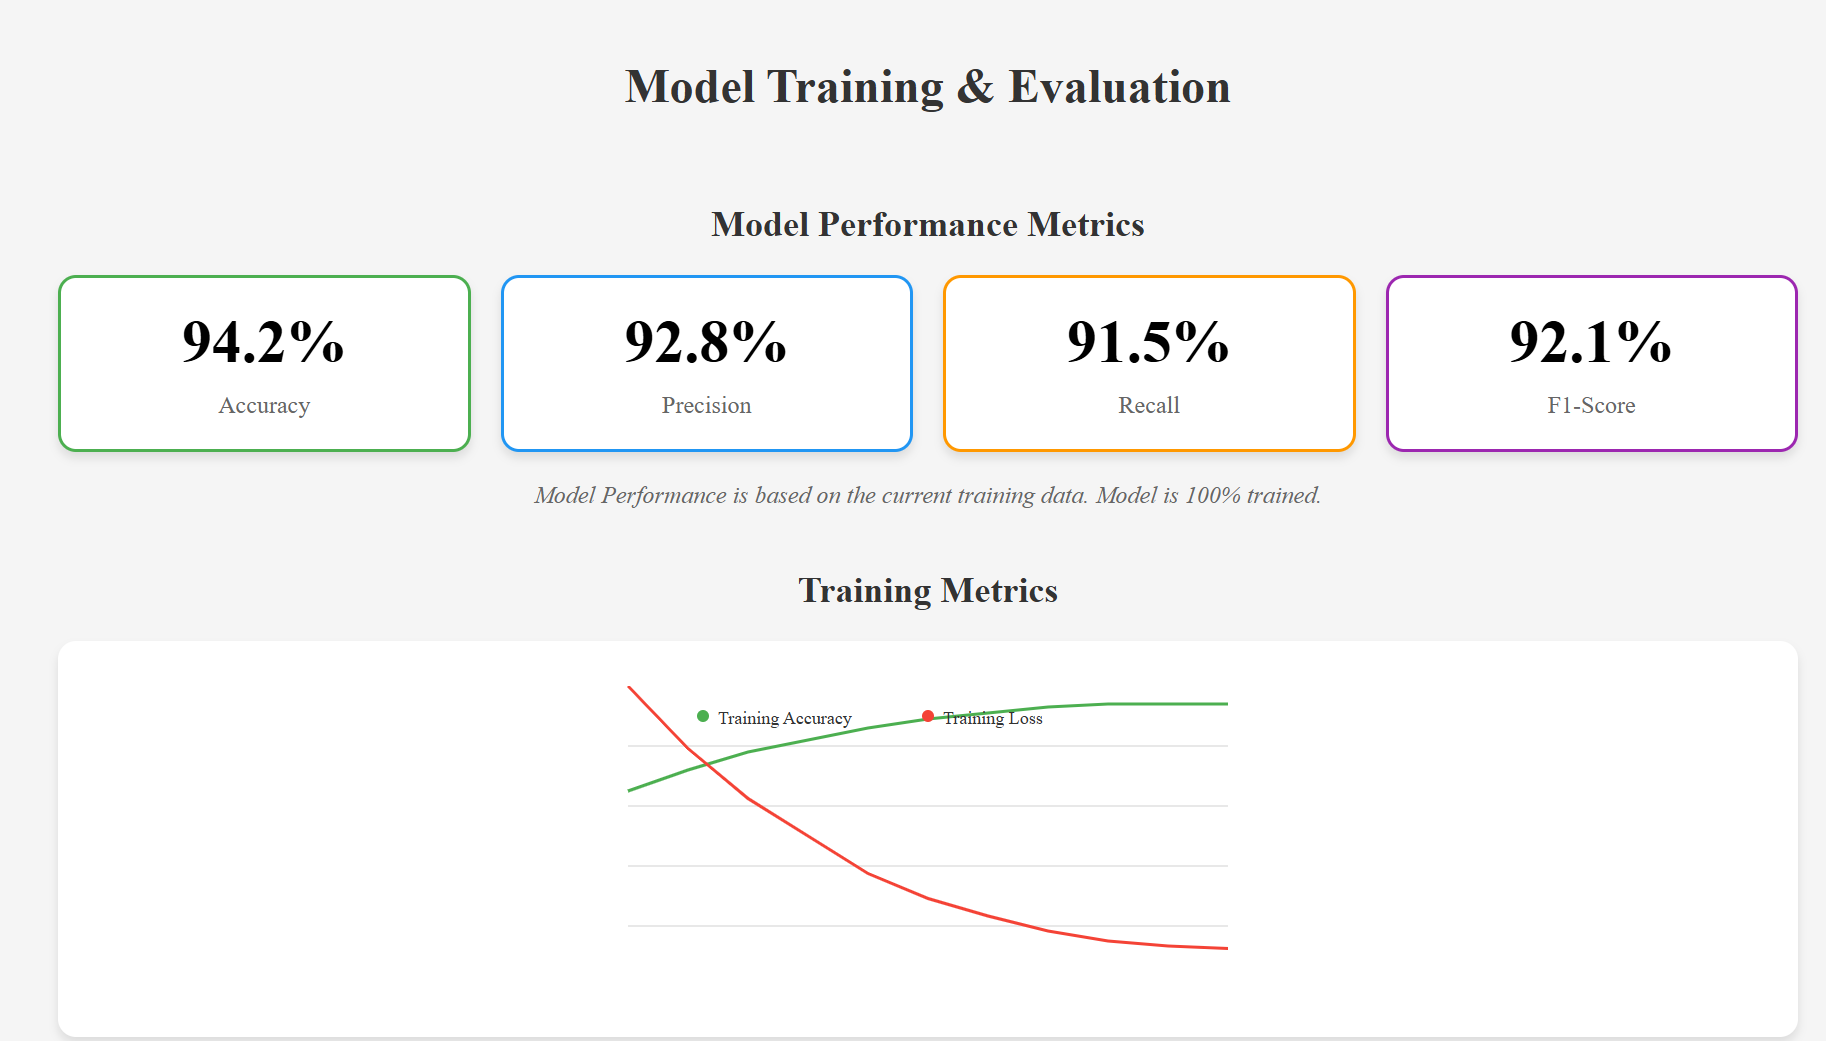 Model Training & Evaluation
Model Performance Metrics
94.2%
Accuracy
92.8%
Precision
91.5%
Recall
92.1%
F1-Score
Model Performance is based on the current training data. Model is 100% trained.
Training Metrics
Training Accuracy
Training Loss